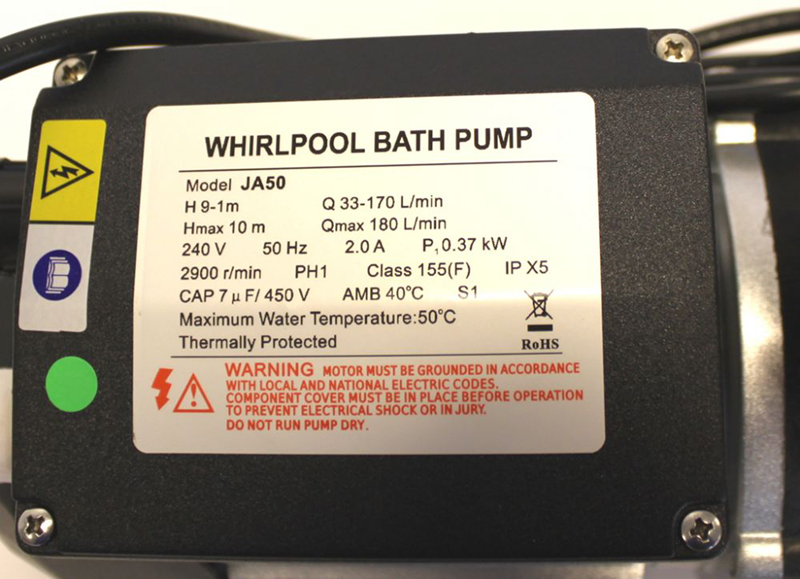 WHIRLPOOL BATH PUMP
Model JA50
H 9-1m Q 33-170 L/min
Hmax 10 m Qmax 180 L/min
240 V 50 Hz 2.0 A P₁ 0.37 kW
2900 r/min PH1 Class 155(F) IP X5
CAP 7 μF/ 450 V AMB 40°C S1
Maximum Water Temperature:50°C
Thermally Protected
RoHS
WARNING MOTOR MUST BE GROUNDED IN ACCORDANCE
WITH LOCAL AND NATIONAL ELECTRIC CODES.
COMPONENT COVER MUST BE IN PLACE BEFORE OPERATION
TO PREVENT ELECTRICAL SHOCK OR IN JURY.
DO NOT RUN PUMP DRY.